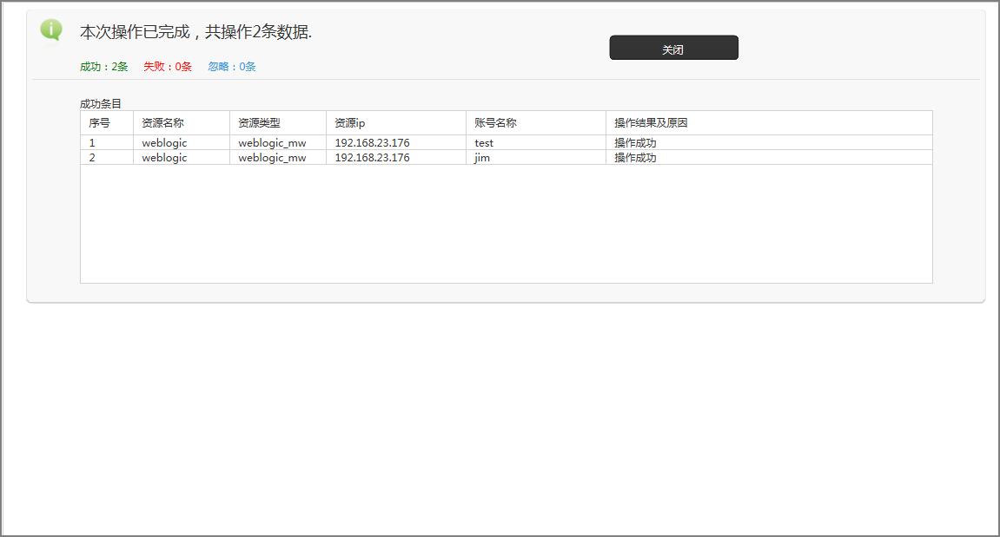 本次操作已完成，共操作2条数据.
关闭
成功：2条 失败：0条 忽略：0条
成功条目
序号 资源名称 资源类型 资源ip 账号名称 操作结果及原因
1 weblogic weblogic_mw 192.168.23.176 test 操作成功
2 weblogic weblogic_mw 192.168.23.176 jim 操作成功